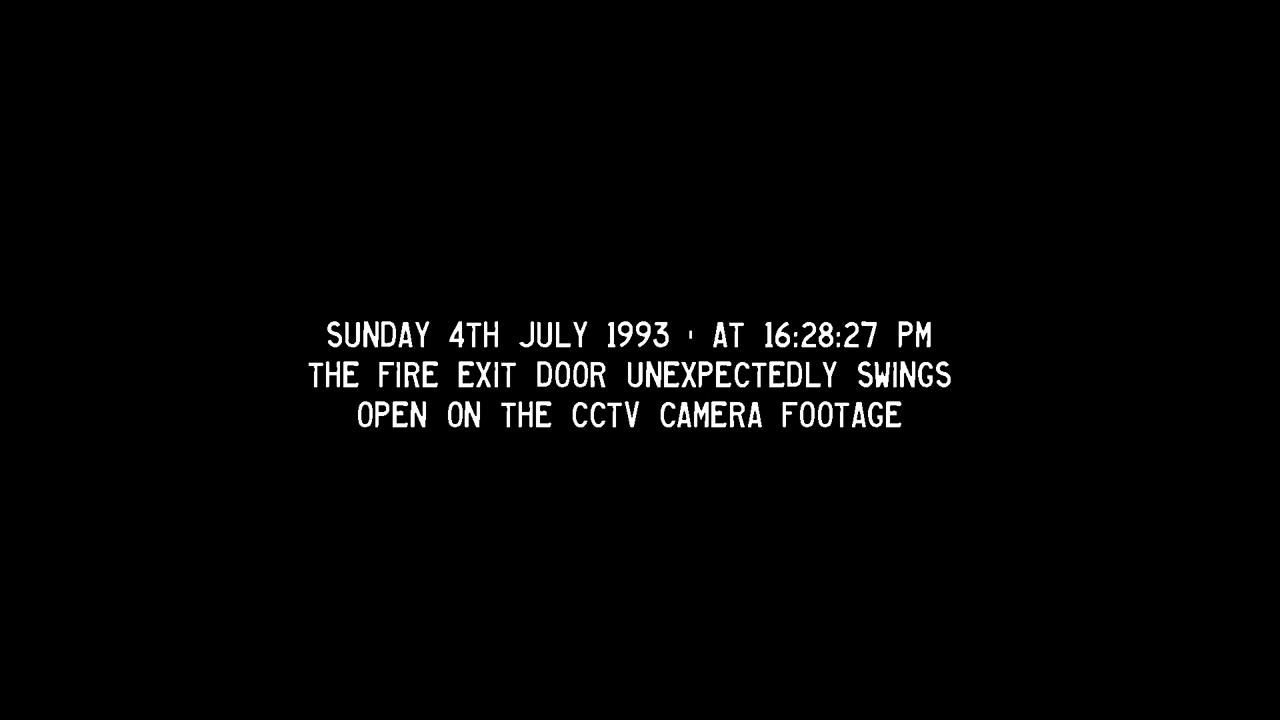 SUNDAY 4TH JULY 1993 · AT 16:28:27 PM
THE FIRE EXIT DOOR UNEXPECTEDLY SWINGS
OPEN ON THE CCTV CAMERA FOOTAGE